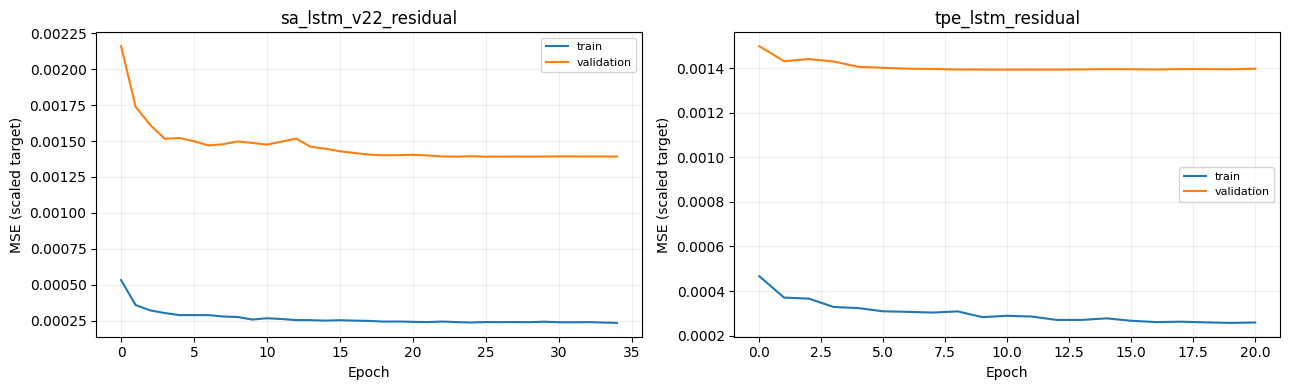 sa_lstm_v22_residual
MSE (scaled target)
0.00225
0.00200
0.00175
0.00150
0.00125
0.00100
0.00075
0.00050
0.00025
train
validation
0 5 10 15 20 25 30 35
Epoch
tpe_lstm_residual
MSE (scaled target)
0.0014
0.0012
0.0010
0.0008
0.0006
0.0004
0.0002
train
validation
0.0 2.5 5.0 7.5 10.0 12.5 15.0 17.5 20.0
Epoch